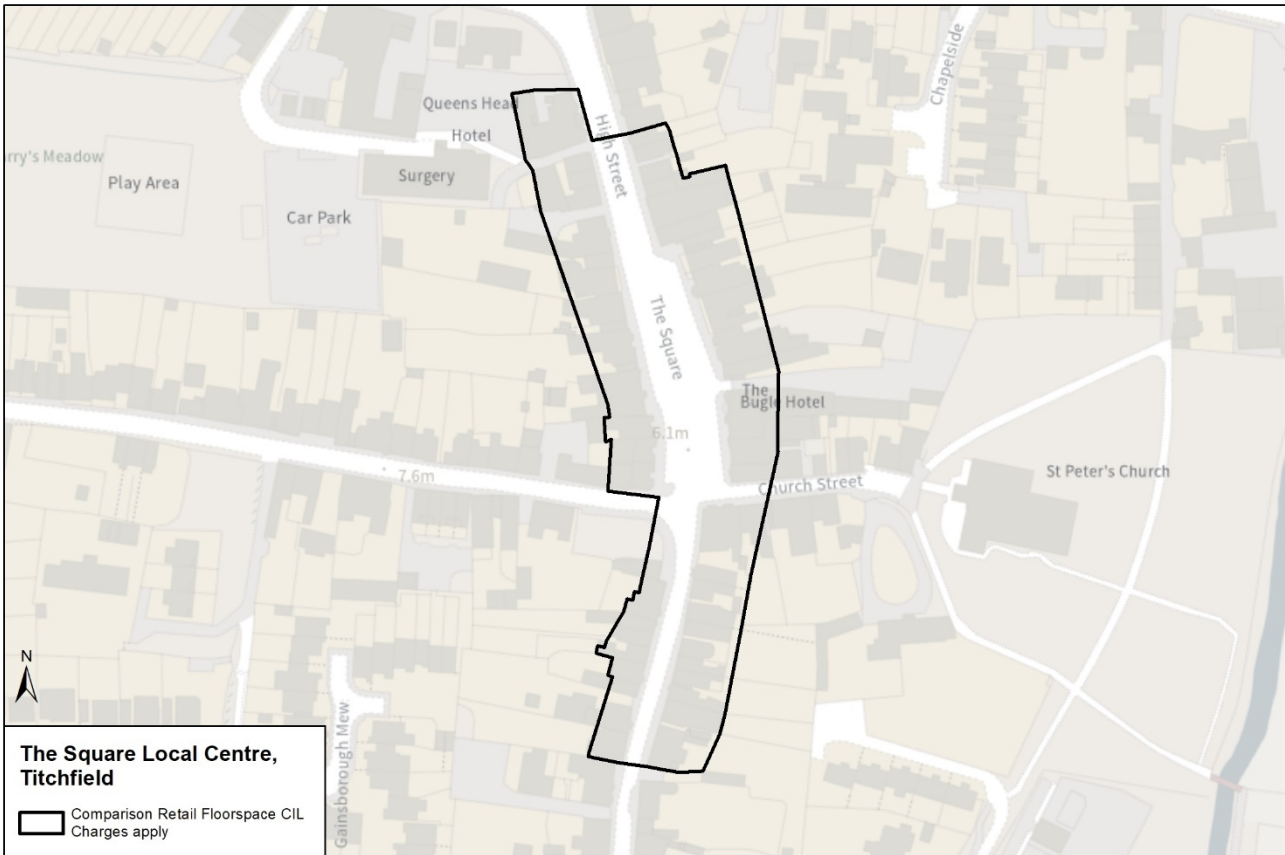 Chapelside
Queens Head
Hotel
High Street
rry's Meadow
Play Area
Surgery
Car Park
The Square
The
Bugle Hotel
6.1m
7.6m
Church Street
St Peter's Church
N
Gainsborough Mew
The Square Local Centre,
Titchfield
Comparison Retail Floorspace CIL
Charges apply